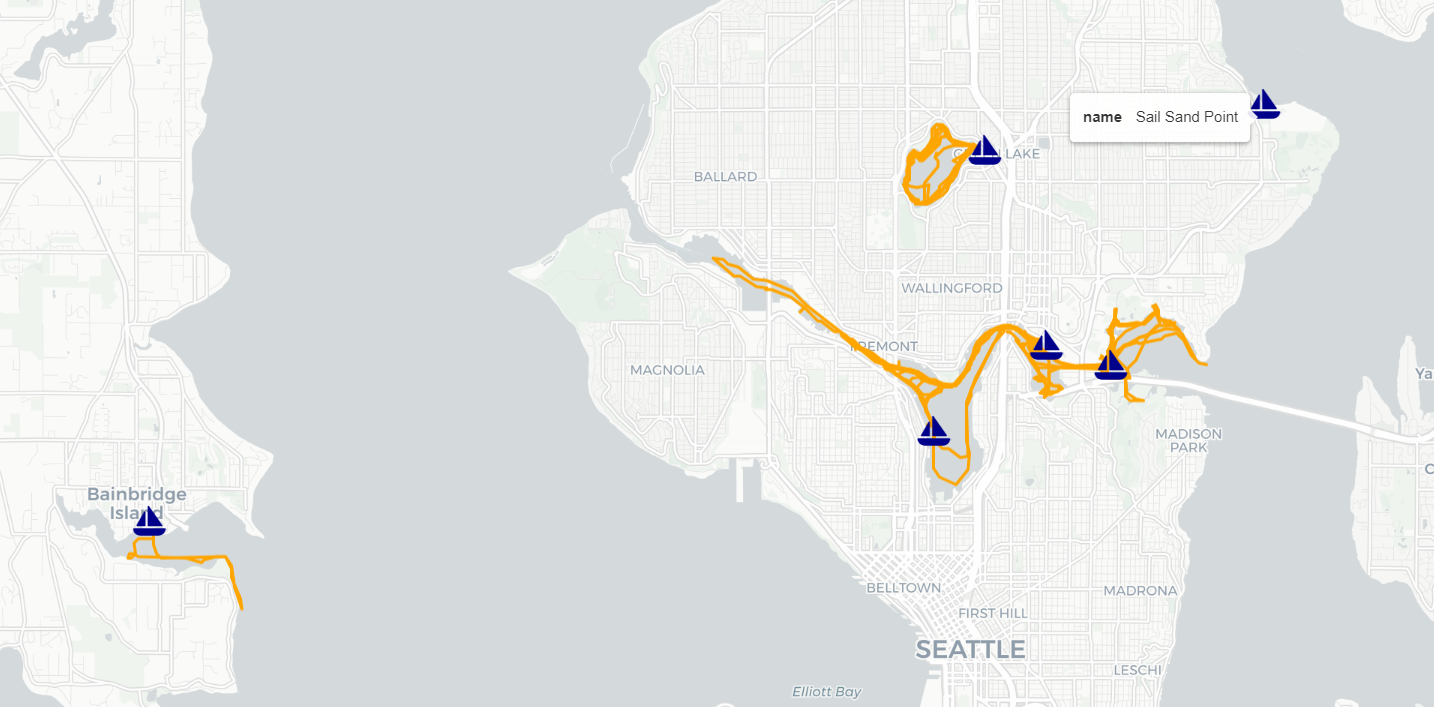 name Sail Sand Point
LAKE
BALLARD
WALLINGFORD
FREMONT
MAGNOLIA
MADISON
PARK
Bainbridge
Island
BELLTOWN
MADRONA
FIRST HILL
SEATTLE
LESCHI
Elliott Bay